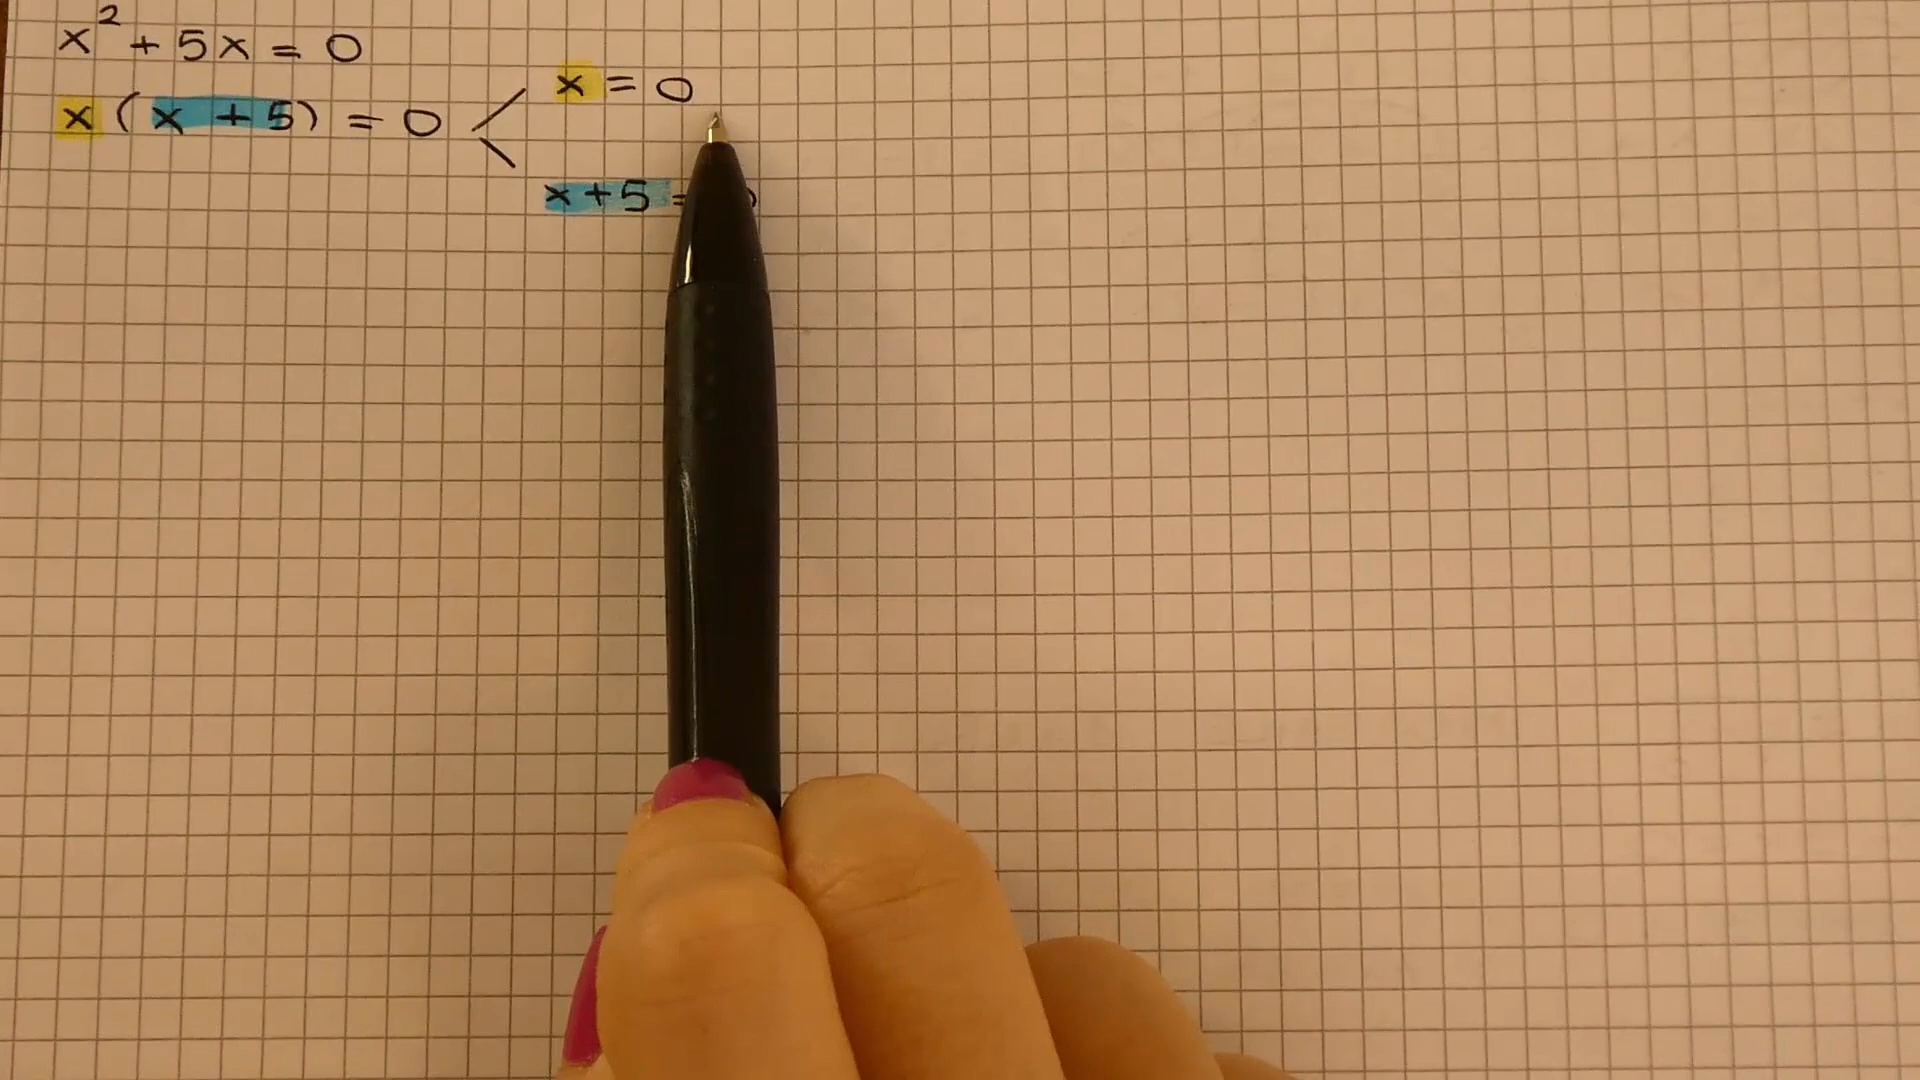 x² + 5x = 0
x (x + 5) = 0
x = 0
x + 5 =